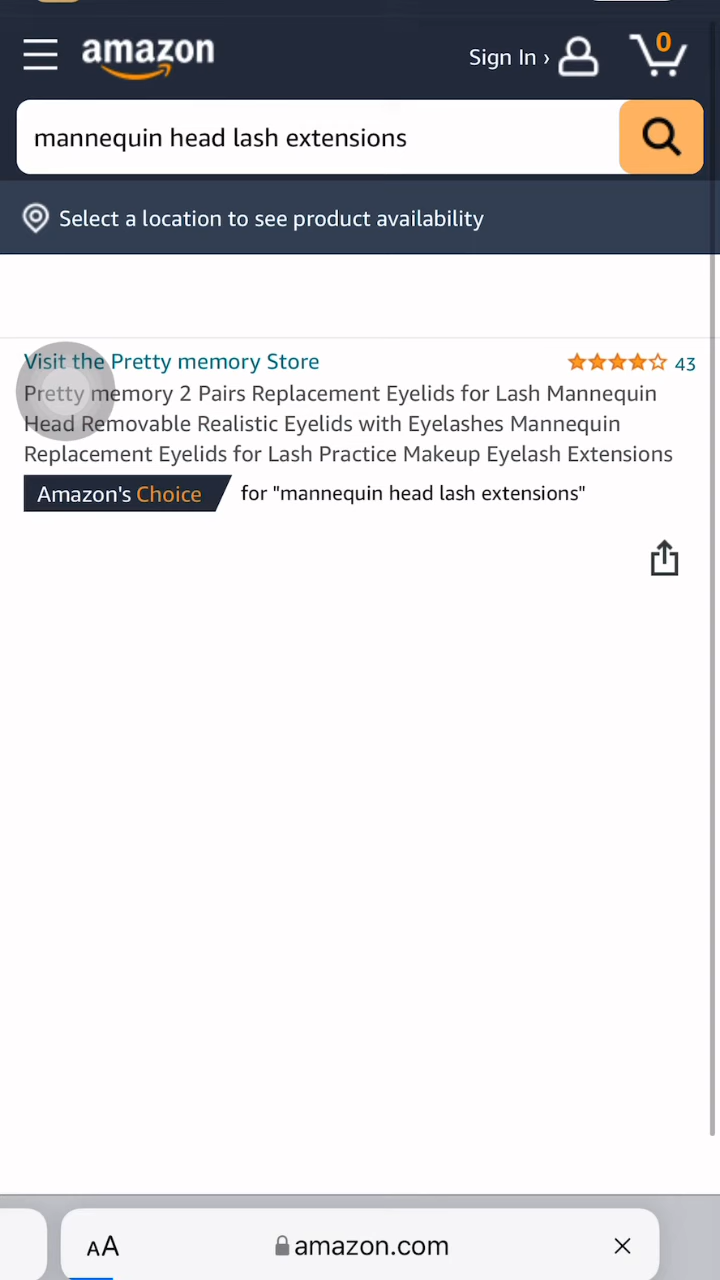 amazon
Sign In ›
0
mannequin head lash extensions
Select a location to see product availability
Visit the Pretty memory Store
43
Pretty memory 2 Pairs Replacement Eyelids for Lash Mannequin
Head Removable Realistic Eyelids with Eyelashes Mannequin
Replacement Eyelids for Lash Practice Makeup Eyelash Extensions
Amazon's Choice for "mannequin head lash extensions"
AA amazon.com